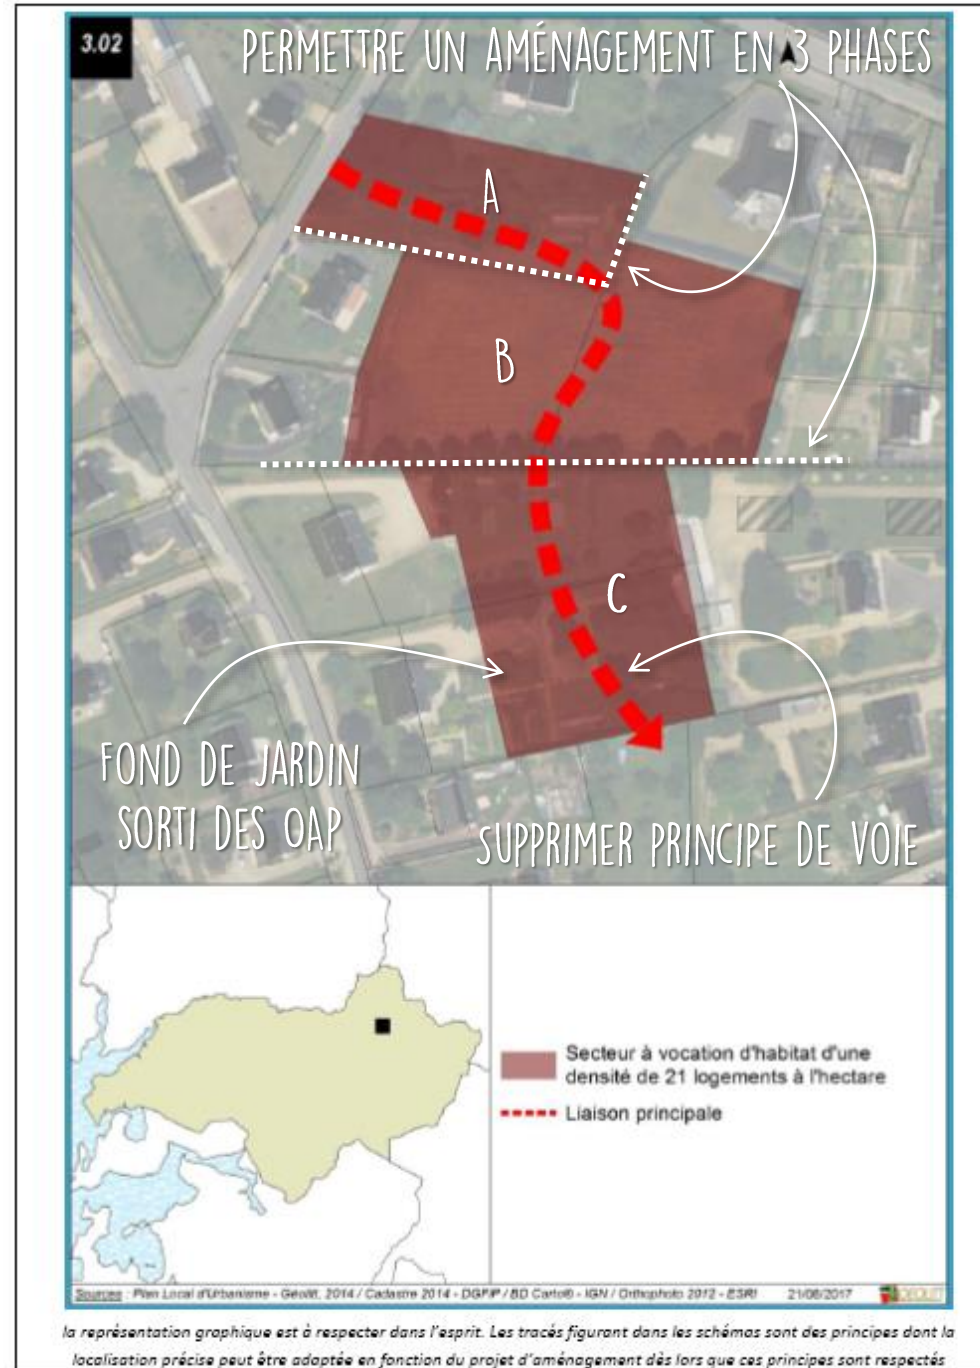 3.02
PERMETTRE UN AMÉNAGEMENT EN 3 PHASES
A
B
C
FOND DE JARDIN
SORTI DES OAP
SUPPRIMER PRINCIPE DE VOIE
Secteur à vocation d'habitat d'une
densité de 21 logements à l'hectare
Liaison principale
Sources : Plan Local d'Urbanisme - Géolitt, 2014 / Cadastre 2014 - DGFIP / BD Carto® - IGN / Orthophoto 2012 - ESRI 21/06/2017
la représentation graphique est à respecter dans l'esprit. Les tracés figurant dans les schémas sont des principes dont la
localisation précise peut être adaptée en fonction du projet d'aménagement dès lors que ces principes sont respectés